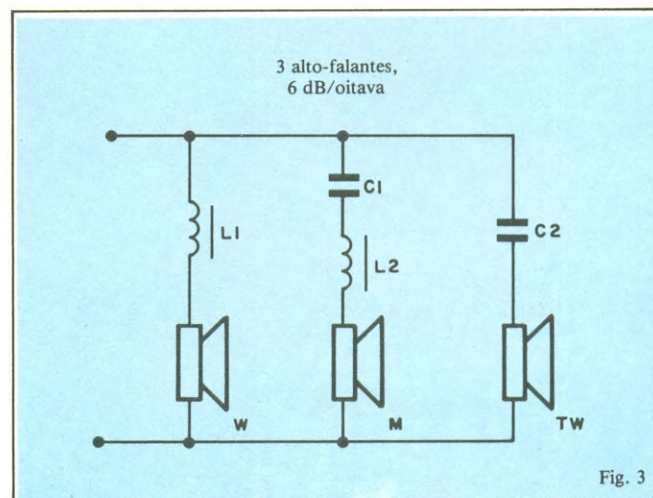 3 alto-falantes,
6 dB/oitava
C1
L1
C2
L2
W
M
TW
Fig. 3